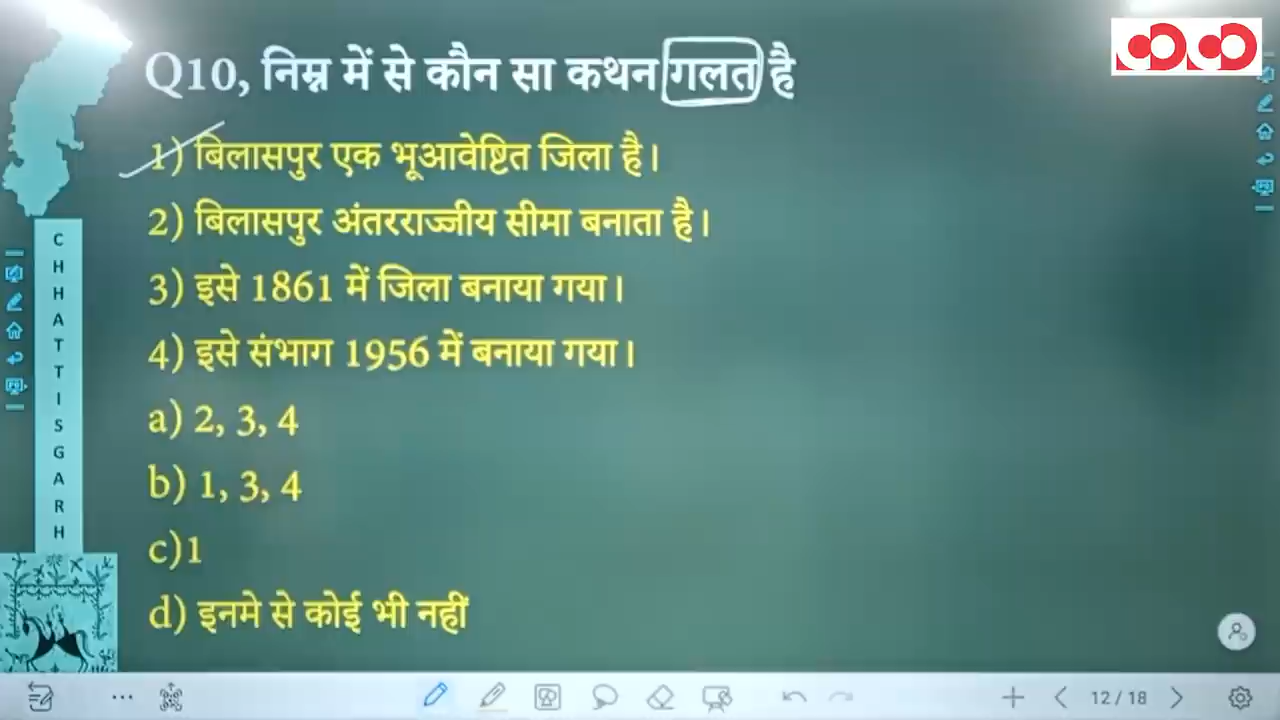 Q10, निम्न में से कौन सा कथन गलत है
1) बिलासपुर एक भूआवेष्टित जिला है।
2) बिलासपुर अंतरराज्जीय सीमा बनाता है।
3) इसे 1861 में जिला बनाया गया।
4) इसे संभाग 1956 में बनाया गया।
a) 2, 3, 4
b) 1, 3, 4
c)1
d) इनमे से कोई भी नहीं
CHHATTISGARH
12 / 18